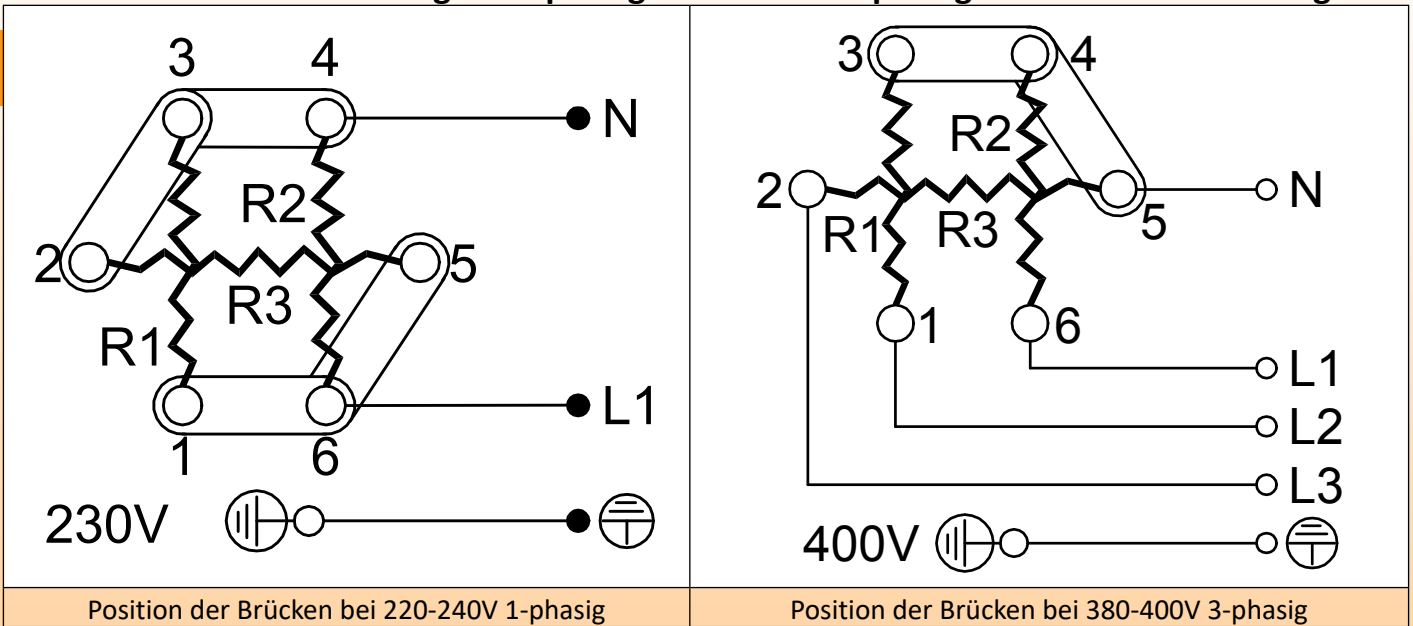 3 4
N
R2
2 5
R3
R1
L1
1 6
230V
Position der Brücken bei 220-240V 1-phasig
3 4
R2
2 N
R1 R3 5
1 6
L1
L2
L3
400V
Position der Brücken bei 380-400V 3-phasig